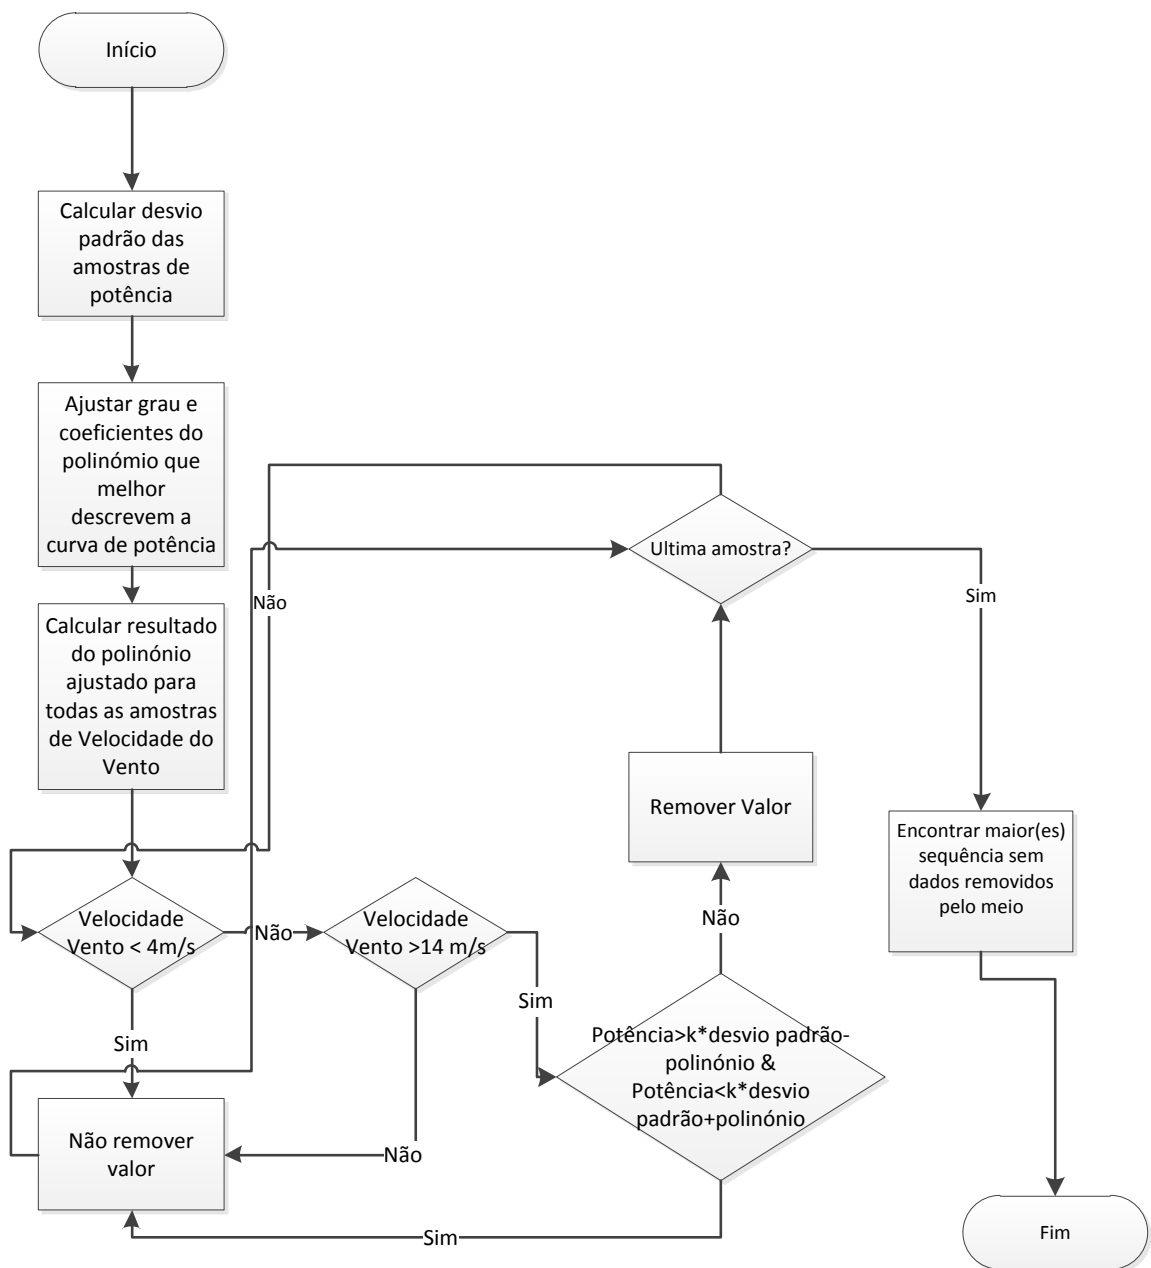 Início
Calcular desvio
padrão das
amostras de
potência
Ajustar grau e
coeficientes do
polinómio que
melhor
descrevem a
curva de potência
Calcular resultado
do polinónio
ajustado para
todas as amostras
de Velocidade do
Vento
Velocidade
Vento < 4m/s
Não
Velocidade
Vento >14 m/s
Sim
Não remover
valor
Não
Sim
Potência>k*desvio padrão-
polinónio &
Potência<k*desvio
padrão+polinónio
Sim
Não
Remover Valor
Ultima amostra?
Não
Sim
Encontrar maior(es)
sequência sem
dados removidos
pelo meio
Fim